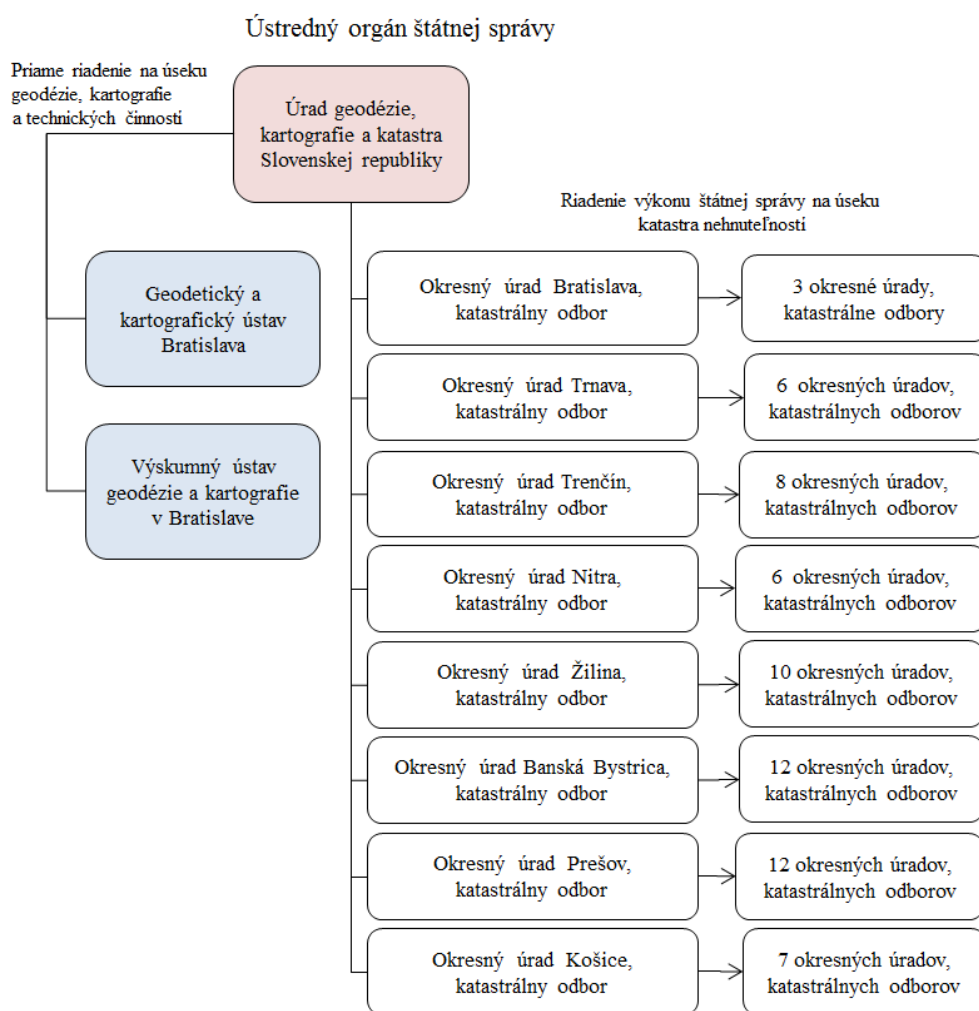 Ústredný orgán štátnej správy
Priame riadenie na úseku
geodézie, kartografie
a technických činnosti
Úrad geodézie,
kartografie a katastra
Slovenskej republiky
Riadenie výkonu štátnej správy na úseku
katastra nehnuteľností
Geodetický a
kartografický ústav
Bratislava
Výskumný ústav
geodézie a kartografie
v Bratislave
Okresný úrad Bratislava,
katastrálny odbor
3 okresné úrady,
katastrálne odbory
Okresný úrad Trnava,
katastrálny odbor
6 okresných úradov,
katastrálnych odborov
Okresný úrad Trenčín,
katastrálny odbor
8 okresných úradov,
katastrálnych odborov
Okresný úrad Nitra,
katastrálny odbor
6 okresných úradov,
katastrálnych odborov
Okresný úrad Žilina,
katastrálny odbor
10 okresných úradov,
katastrálnych odborov
Okresný úrad Banská Bystrica,
katastrálny odbor
12 okresných úradov,
katastrálnych odborov
Okresný úrad Prešov,
katastrálny odbor
12 okresných úradov,
katastrálnych odborov
Okresný úrad Košice,
katastrálny odbor
7 okresných úradov,
katastrálnych odborov